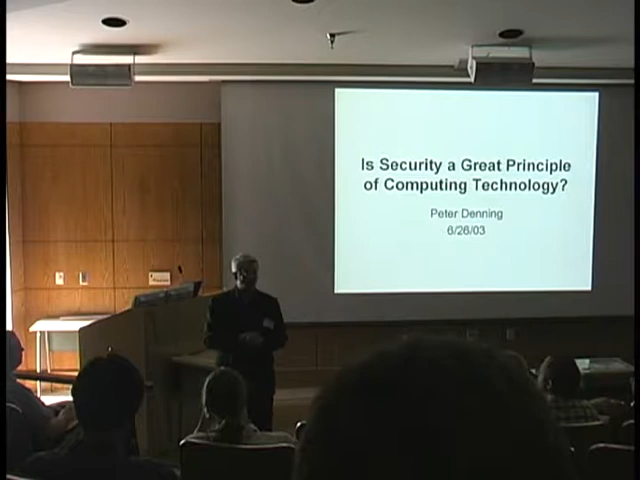 Is Security a Great Principle
of Computing Technology?
Peter Denning
6/26/03